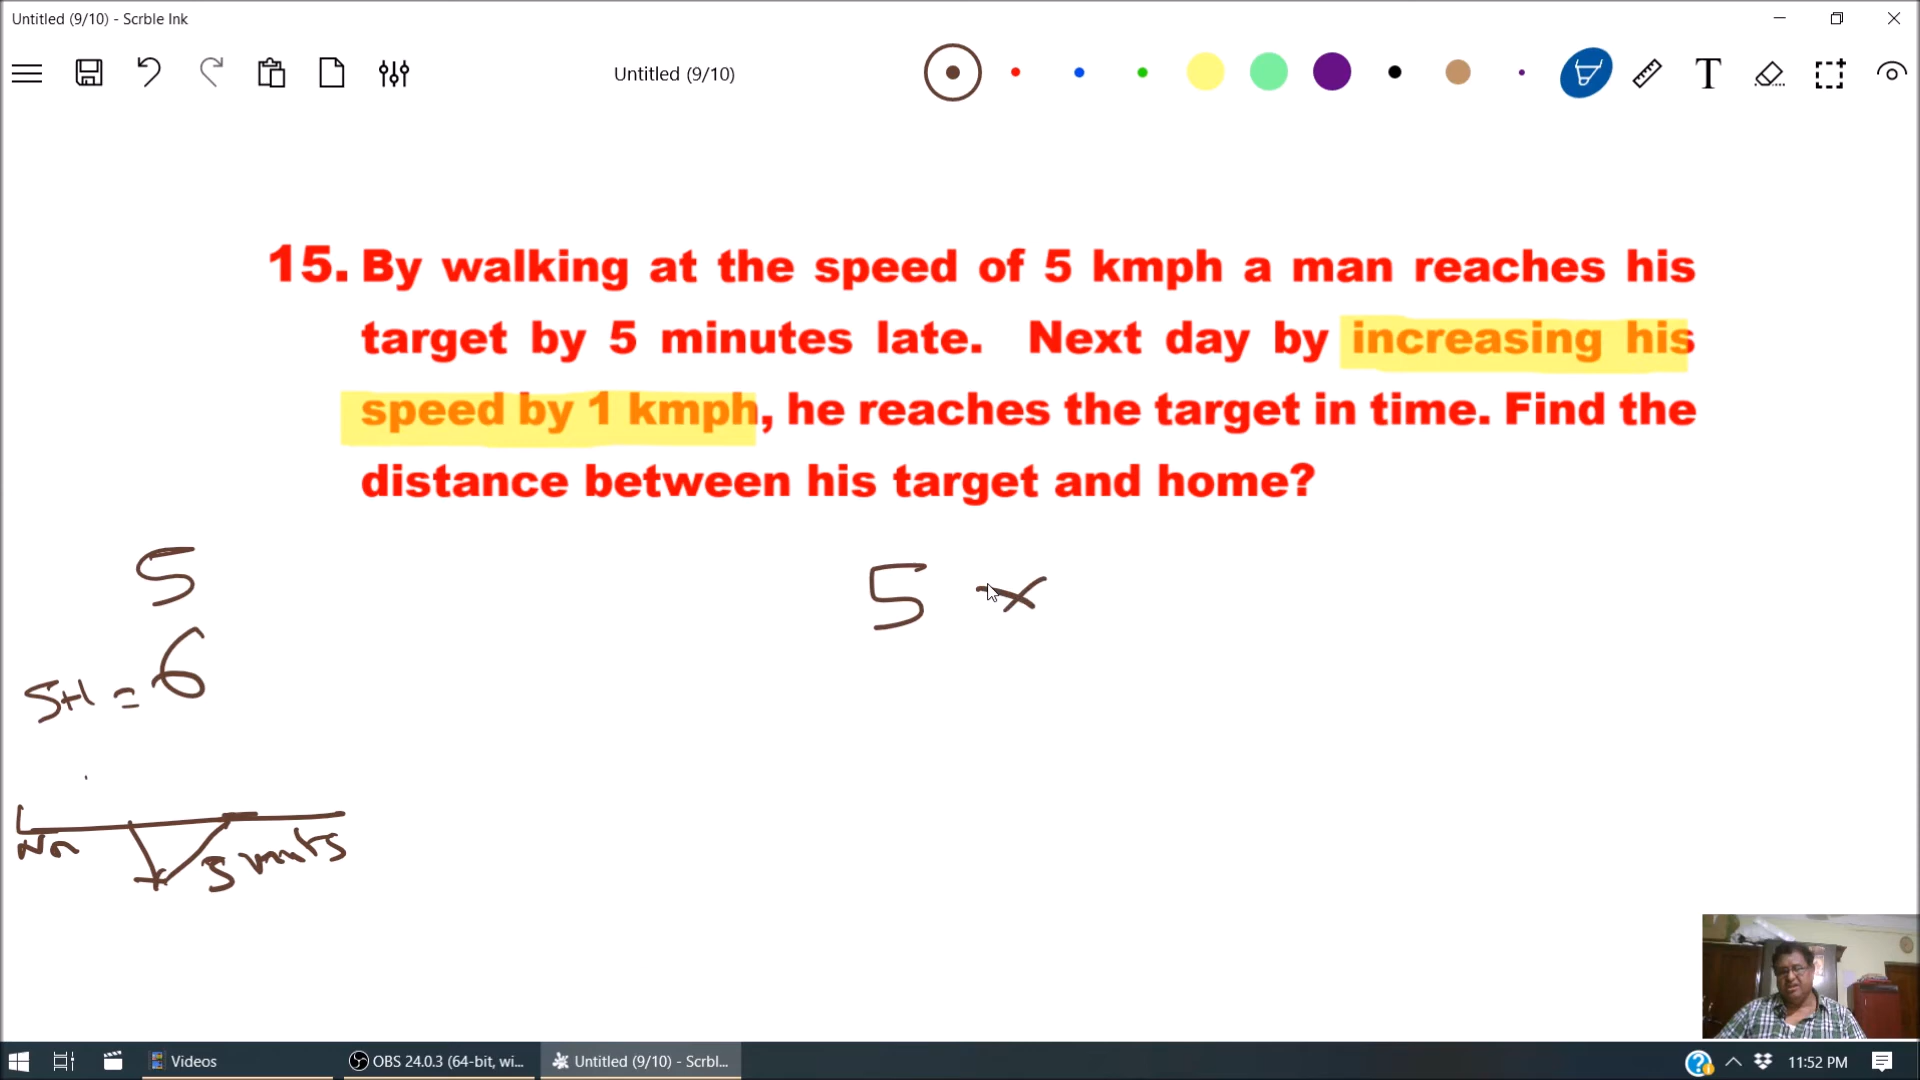 Untitled (9/10) - Scrble Ink
Untitled (9/10)
T
15. By walking at the speed of 5 kmph a man reaches his
target by 5 minutes late. Next day by increasing his
speed by 1 kmph, he reaches the target in time. Find the
distance between his target and home?
5
5 x
5+1 = 6
5 mnts
Videos
OBS 24.0.3 (64-bit, wi...
Untitled (9/10) - Scrbl...
11:52 PM